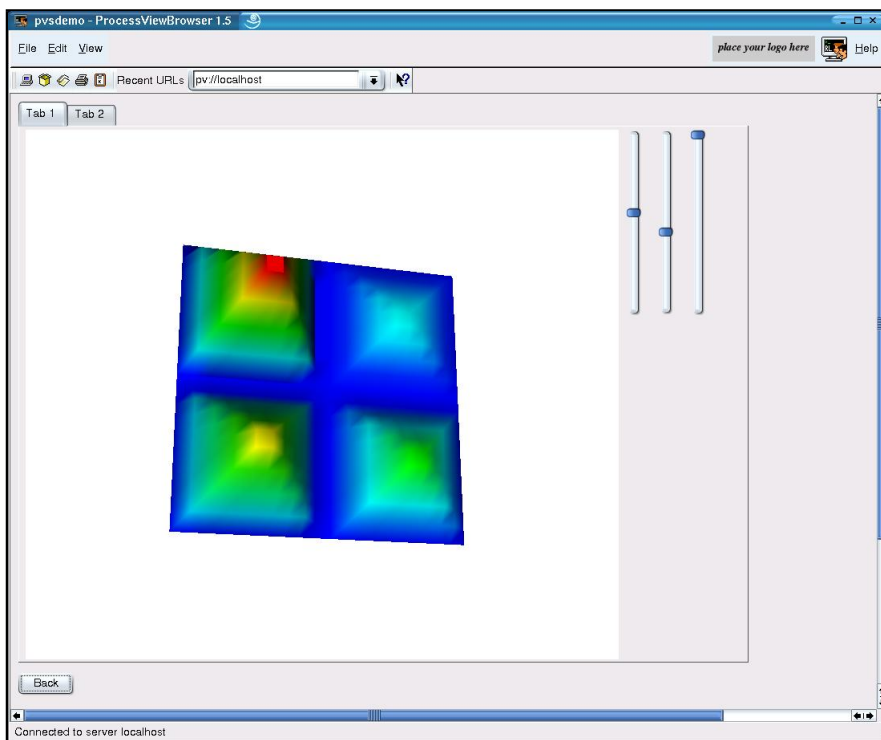 pvsdemo - ProcessViewBrowser 1.5
File Edit View
place your logo here
Help
Recent URLs pv://localhost
Tab 1 Tab 2
Back
Connected to server localhost